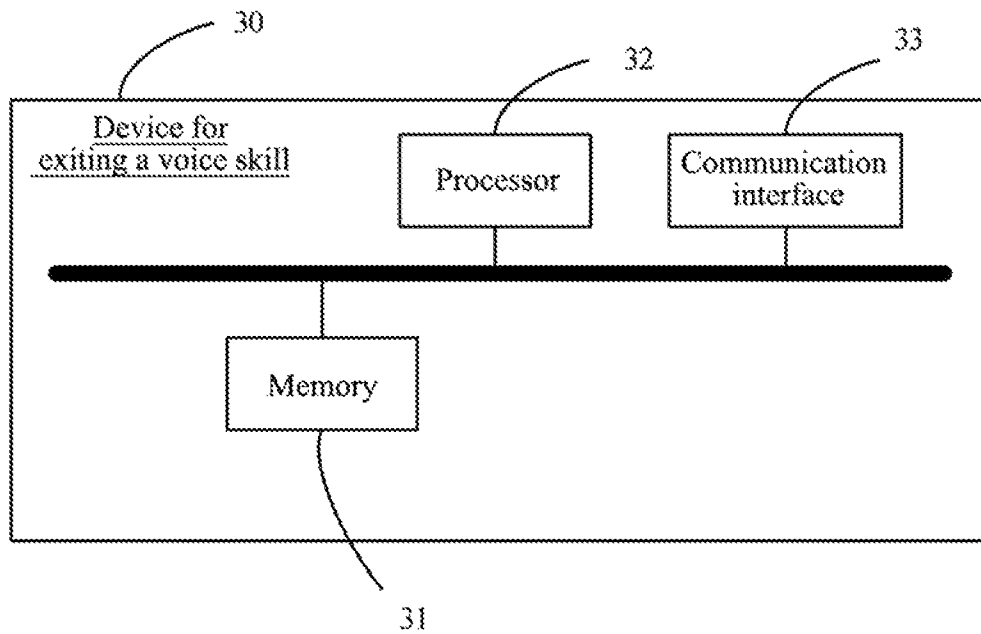 30
32
33
Device for
exiting a voice skill
Processor
Communication
interface
Memory
31